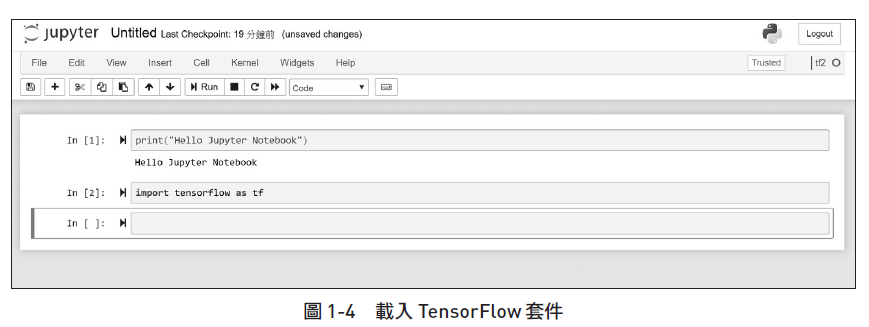 jupyter Untitled Last Checkpoint: 19 分鐘前 (unsaved changes) Logout
File Edit View Insert Cell Kernel Widgets Help Trusted tf2
Run Code
In [1]: print("Hello Jupyter Notebook")
Hello Jupyter Notebook
In [2]: import tensorflow as tf
In [ ]:
圖 1-4 載入 TensorFlow 套件